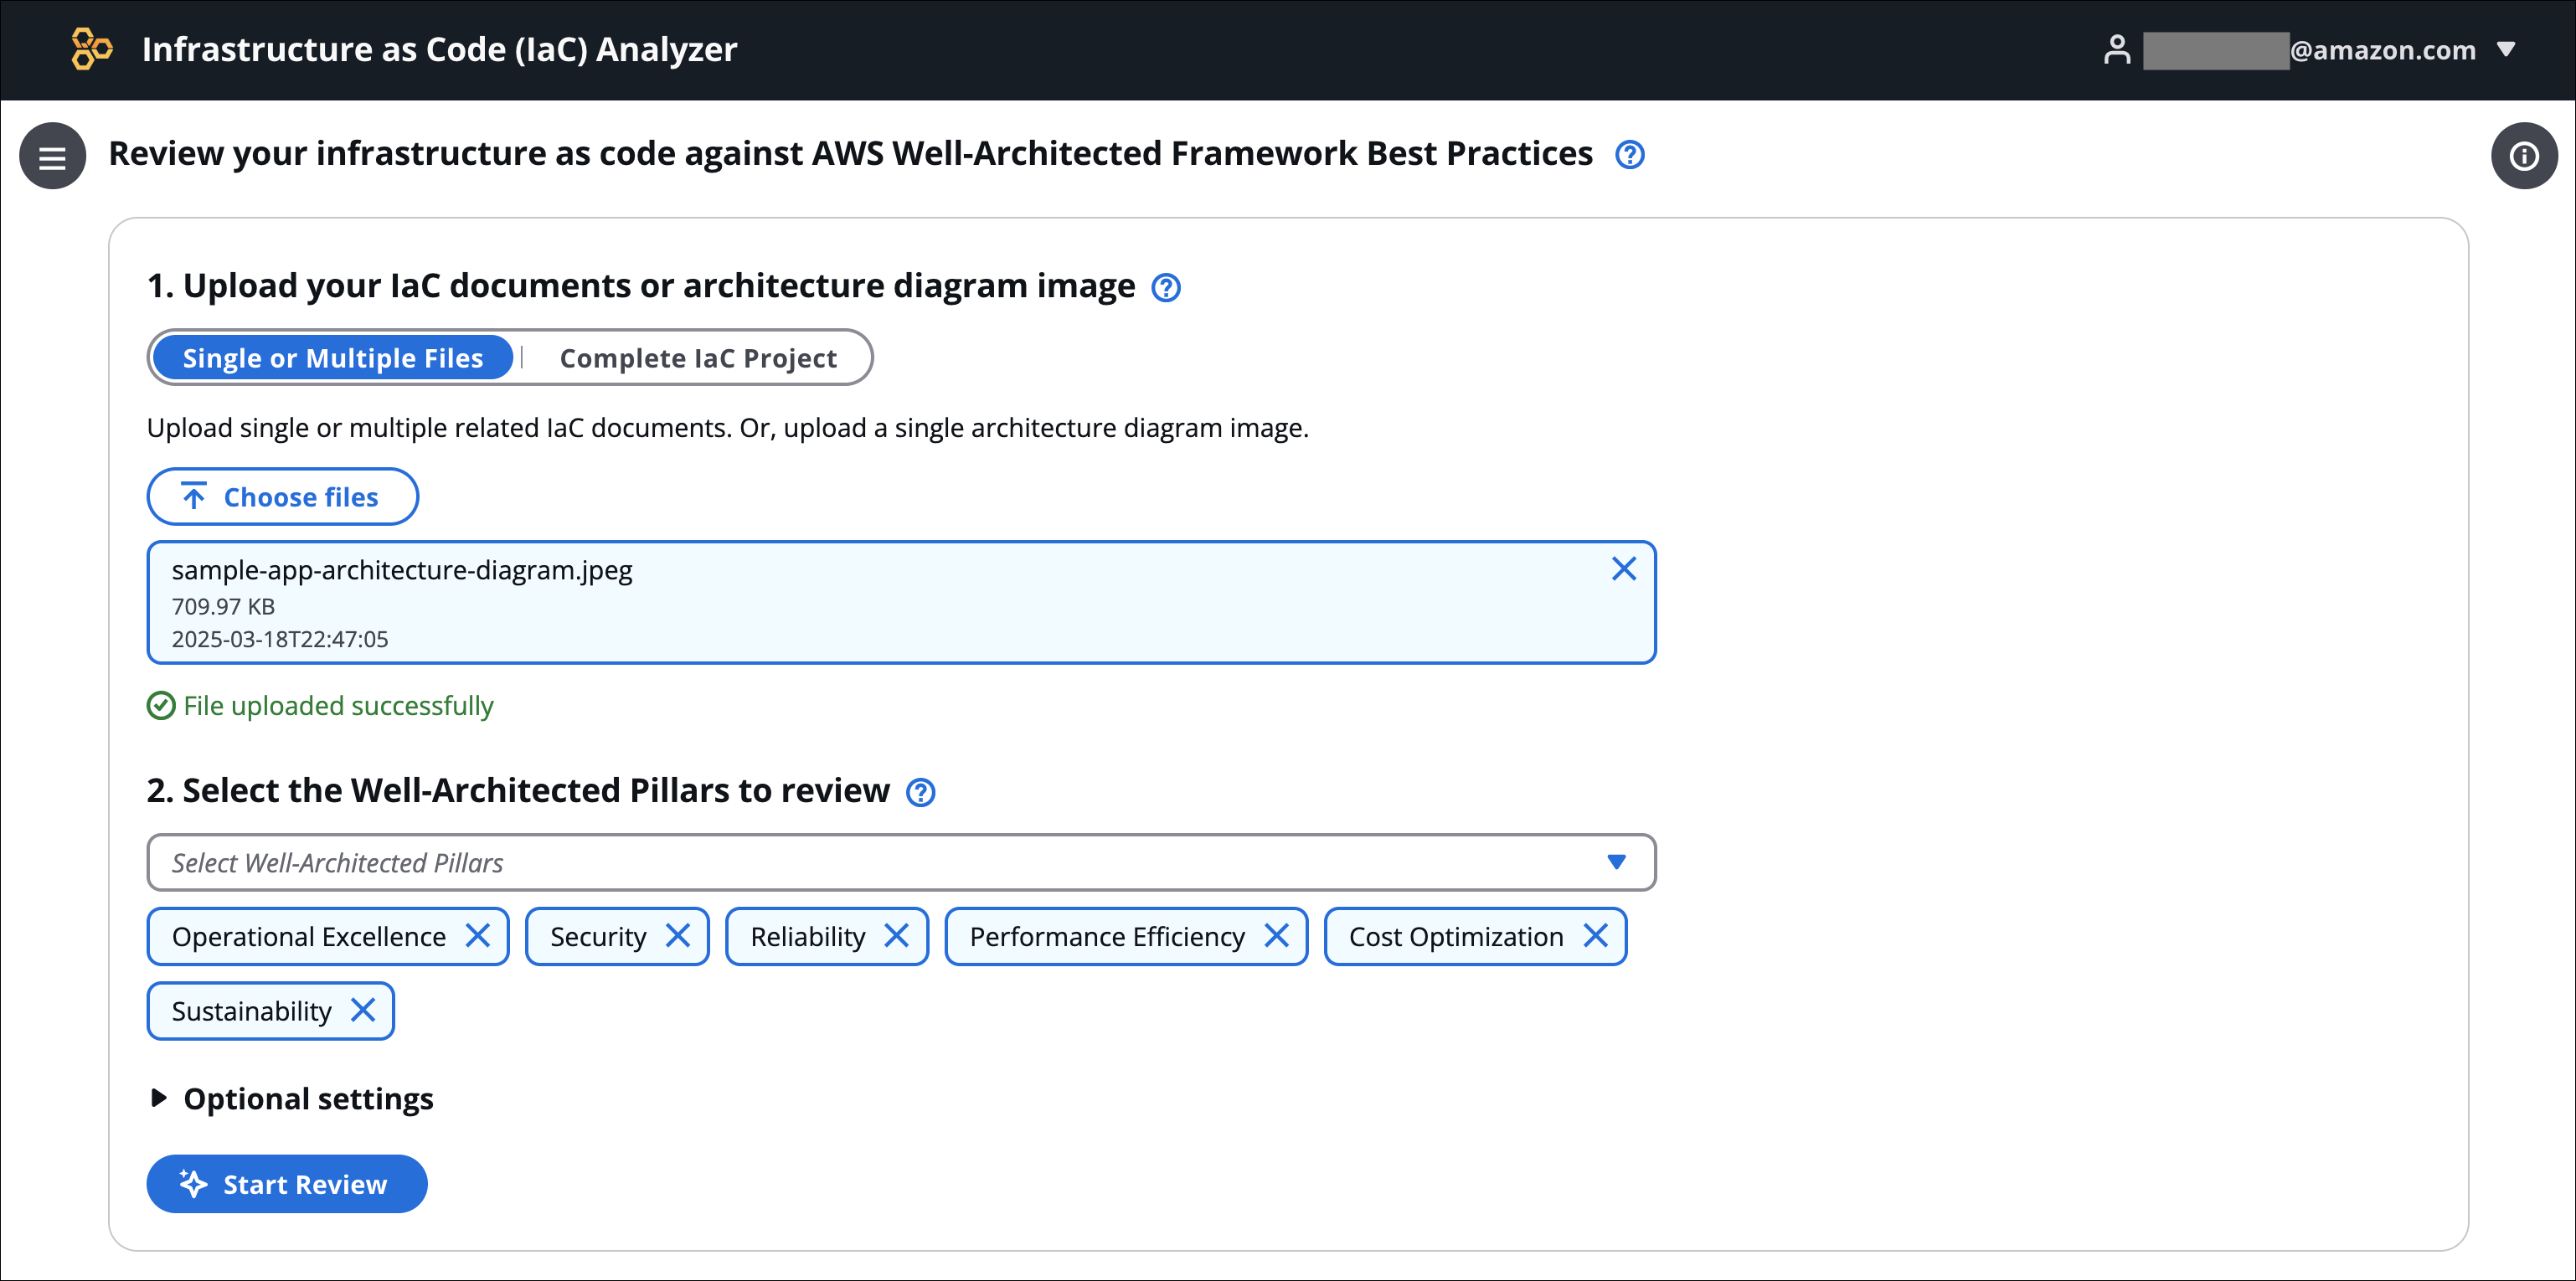 Infrastructure as Code (IaC) Analyzer
@amazon.com
Review your infrastructure as code against AWS Well-Architected Framework Best Practices
1. Upload your IaC documents or architecture diagram image
Single or Multiple Files | Complete IaC Project
Upload single or multiple related IaC documents. Or, upload a single architecture diagram image.
Choose files
sample-app-architecture-diagram.jpeg
709.97 KB
2025-03-18T22:47:05
File uploaded successfully
2. Select the Well-Architected Pillars to review
Select Well-Architected Pillars
Operational Excellence Security Reliability Performance Efficiency Cost Optimization
Sustainability
Optional settings
Start Review